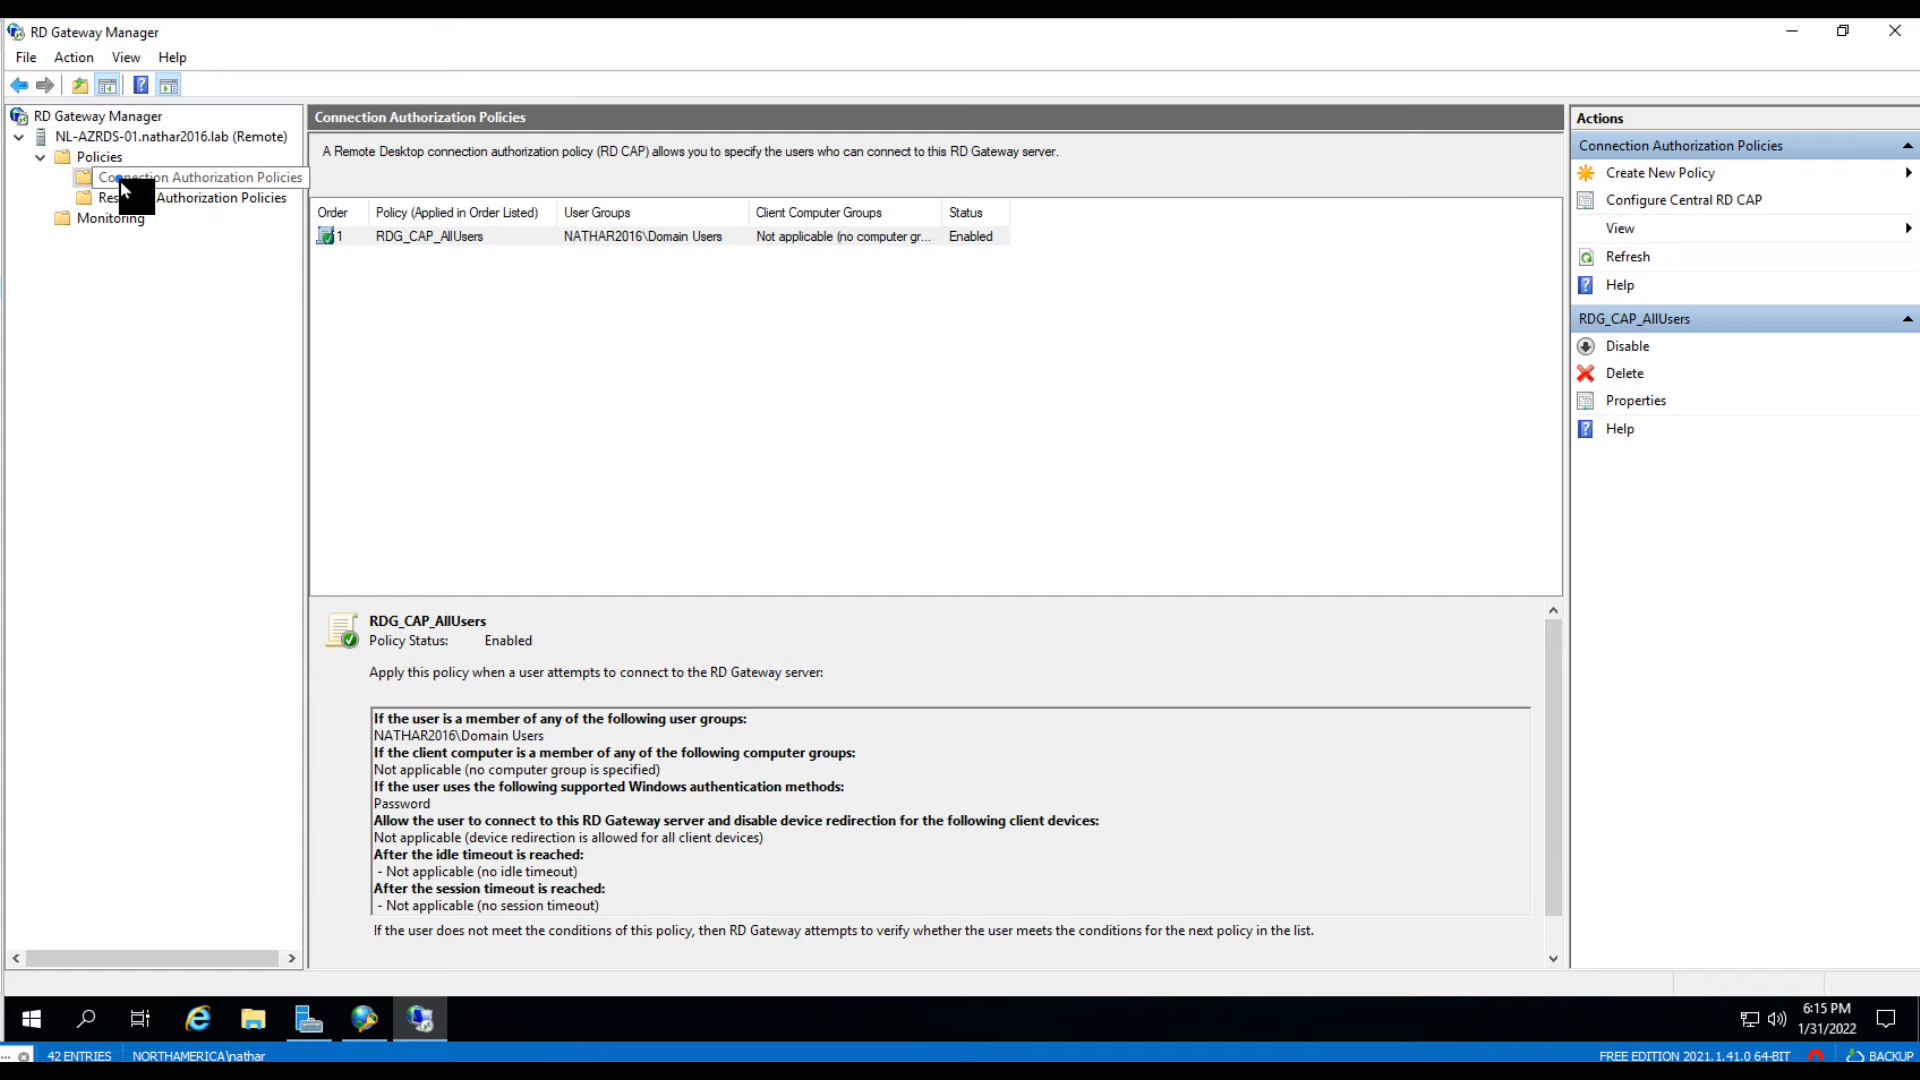 RD Gateway Manager
File Action View Help
RD Gateway Manager
NL-AZRDS-01.nathar2016.lab (Remote)
Policies
Connection Authorization Policies
Authorization Policies
Monitoring
Connection Authorization Policies
A Remote Desktop connection authorization policy (RD CAP) allows you to specify the users who can connect to this RD Gateway server.
Order Policy (Applied in Order Listed) User Groups Client Computer Groups Status
1 RDG_CAP_AllUsers NATHAR2016\Domain Users Not applicable (no computer gr... Enabled
RDG_CAP_AllUsers
Policy Status: Enabled
Apply this policy when a user attempts to connect to the RD Gateway server:
If the user is a member of any of the following user groups:
NATHAR2016\Domain Users
If the client computer is a member of any of the following computer groups:
Not applicable (no computer group is specified)
If the user uses the following supported Windows authentication methods:
Password
Allow the user to connect to this RD Gateway server and disable device redirection for the following client devices:
Not applicable (device redirection is allowed for all client devices)
After the idle timeout is reached:
- Not applicable (no idle timeout)
After the session timeout is reached:
- Not applicable (no session timeout)
If the user does not meet the conditions of this policy, then RD Gateway attempts to verify whether the user meets the conditions for the next policy in the list.
Actions
Connection Authorization Policies
Create New Policy
Configure Central RD CAP
View
Refresh
Help
RDG_CAP_AllUsers
Disable
Delete
Properties
Help
6:15 PM
1/31/2022
... 42 ENTRIES NORTHAMERICA\nathar
FREE EDITION 2021.1.41.0 64-BIT BACKUP